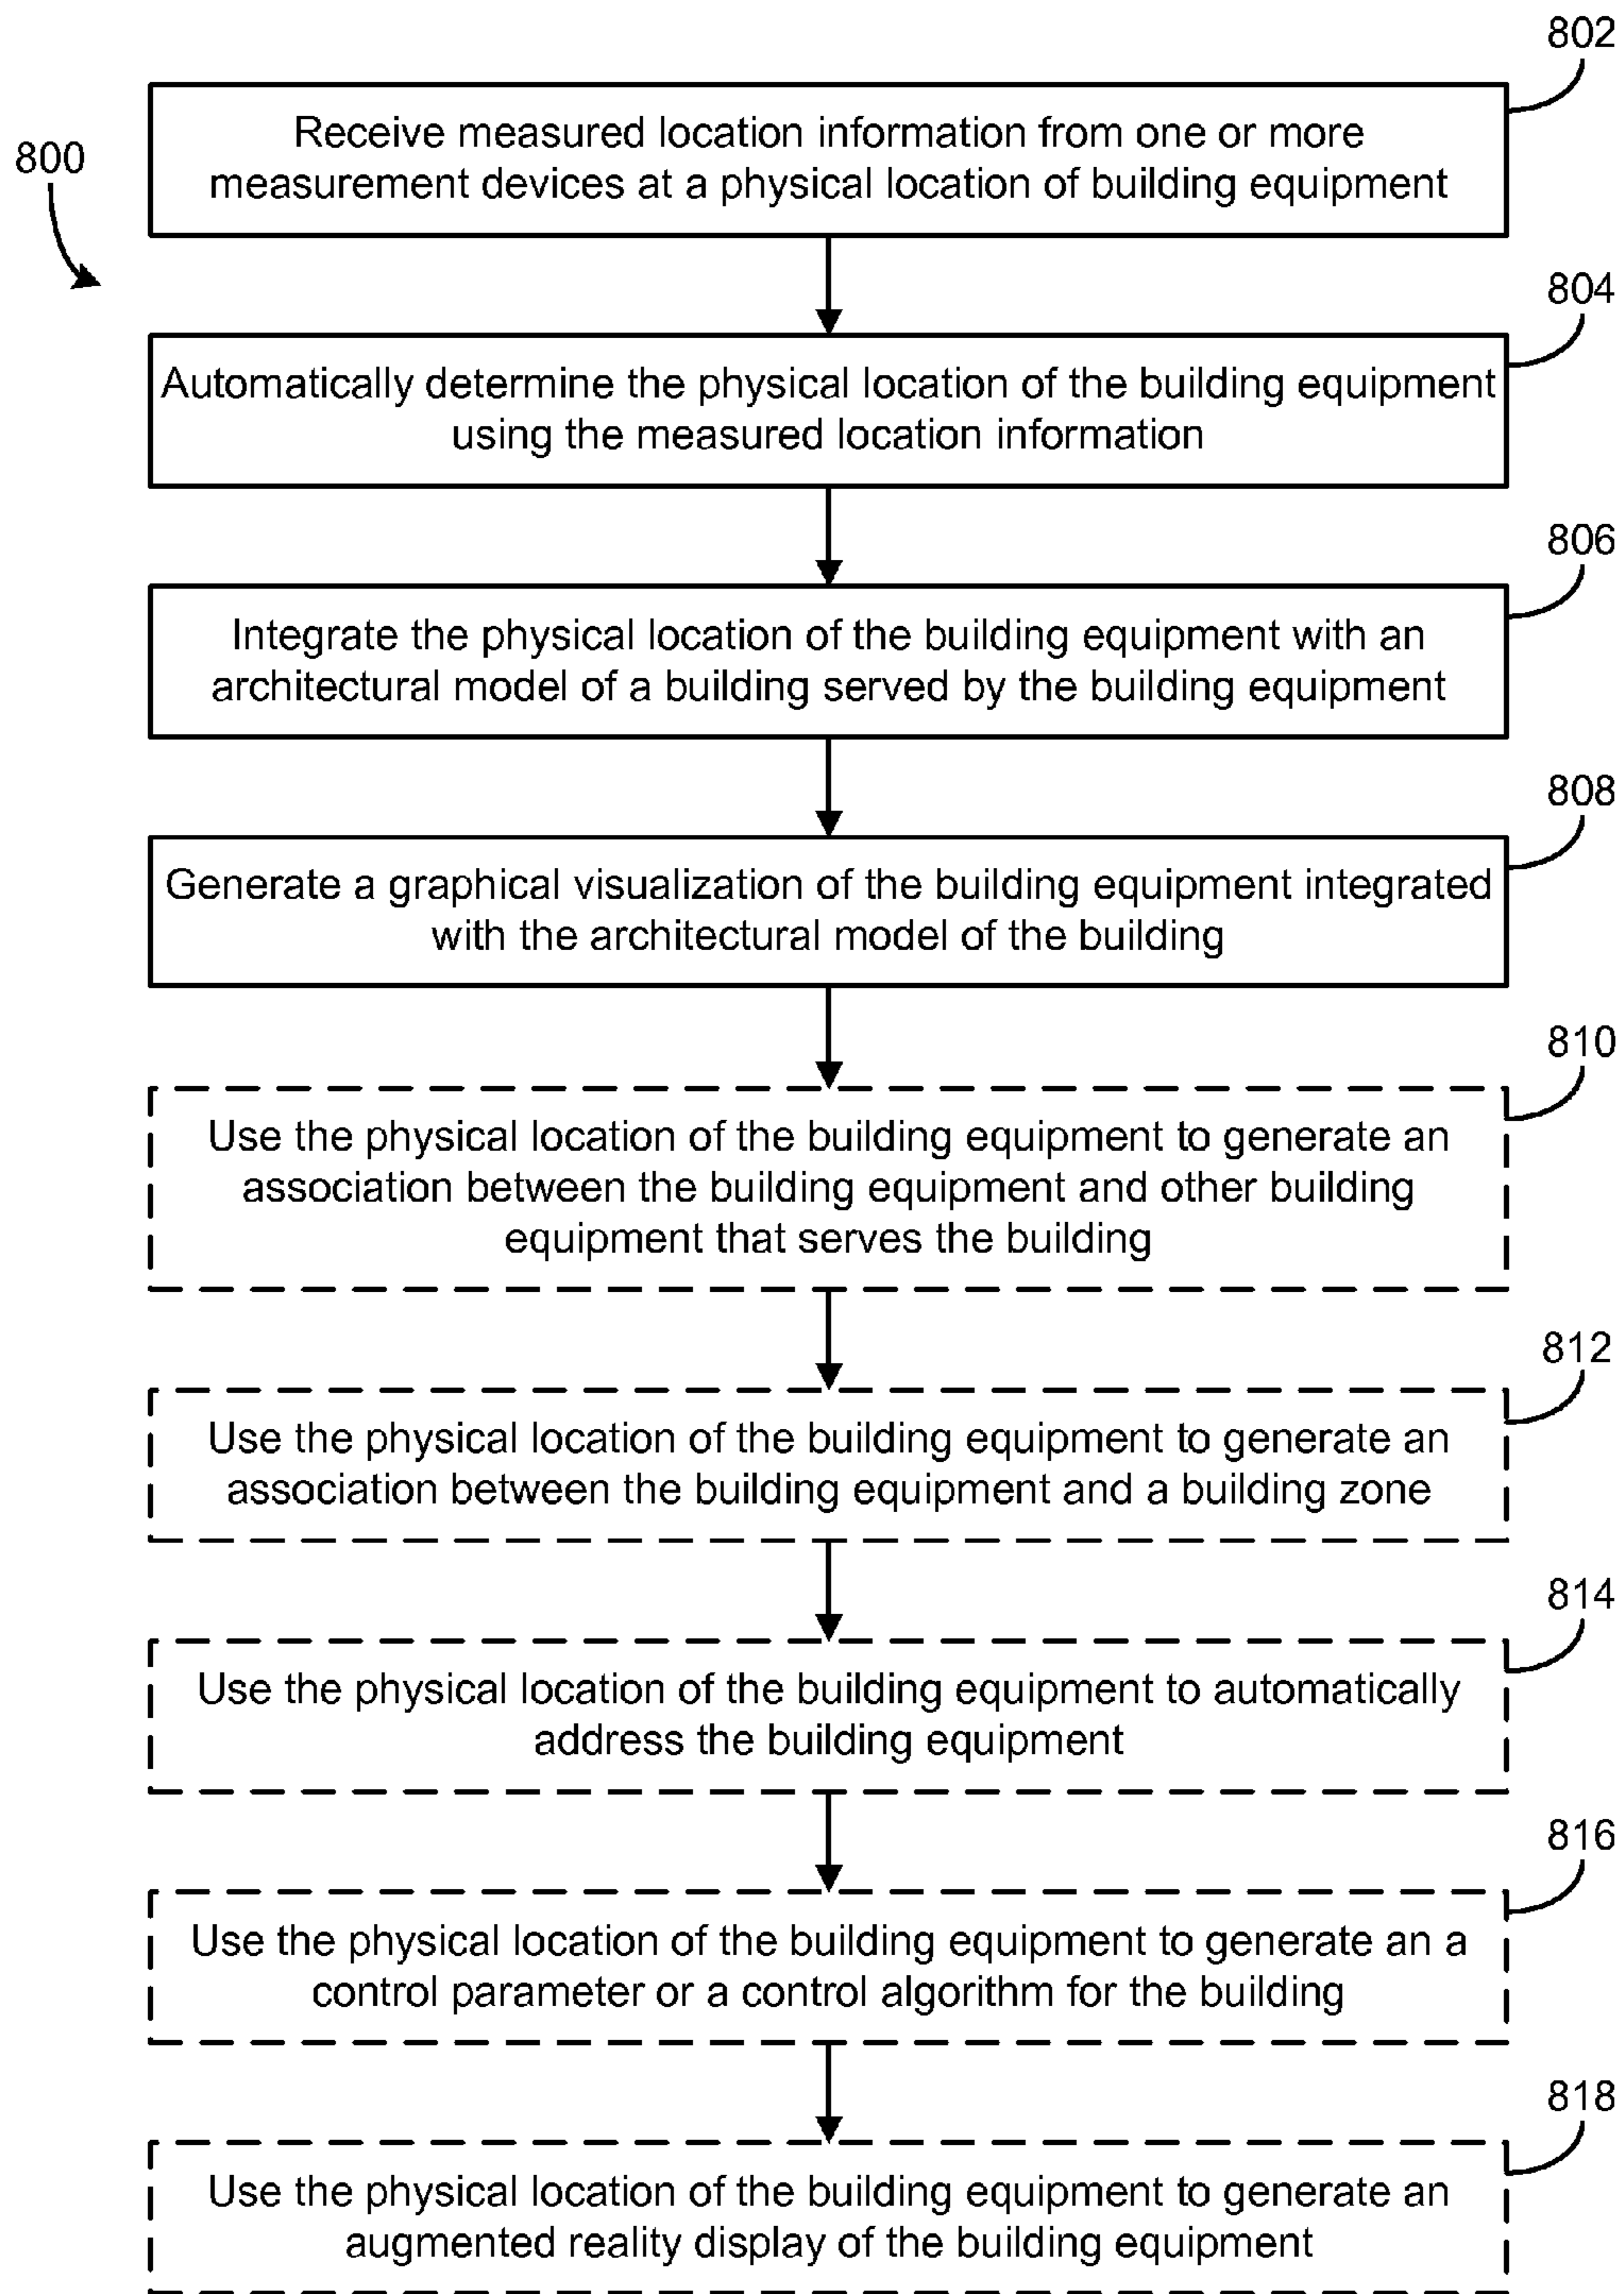 802
800
Receive measured location information from one or more
measurement devices at a physical location of building equipment
804
Automatically determine the physical location of the building equipment
using the measured location information
806
Integrate the physical location of the building equipment with an
architectural model of a building served by the building equipment
808
Generate a graphical visualization of the building equipment integrated
with the architectural model of the building
810
Use the physical location of the building equipment to generate an
association between the building equipment and other building
equipment that serves the building
812
Use the physical location of the building equipment to generate an
association between the building equipment and a building zone
814
Use the physical location of the building equipment to automatically
address the building equipment
816
Use the physical location of the building equipment to generate an a
control parameter or a control algorithm for the building
818
Use the physical location of the building equipment to generate an
augmented reality display of the building equipment